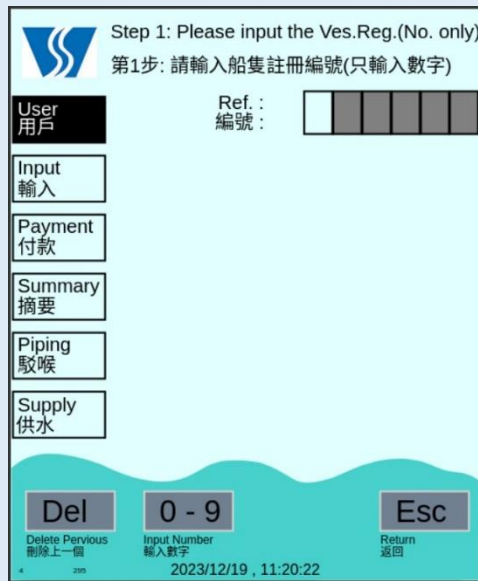 Step 1: Please input the Ves.Reg.(No. only)
第1步: 請輸入船隻註冊編號(只輸入數字)
Ref. :
編號 :
User
用戶
Input
輸入
Payment
付款
Summary
摘要
Piping
駁喉
Supply
供水
Del
0 - 9
Esc
Delete Pervious
刪除上一個
Input Number
輸入數字
Return
返回
4 295
2023/12/19 , 11:20:22